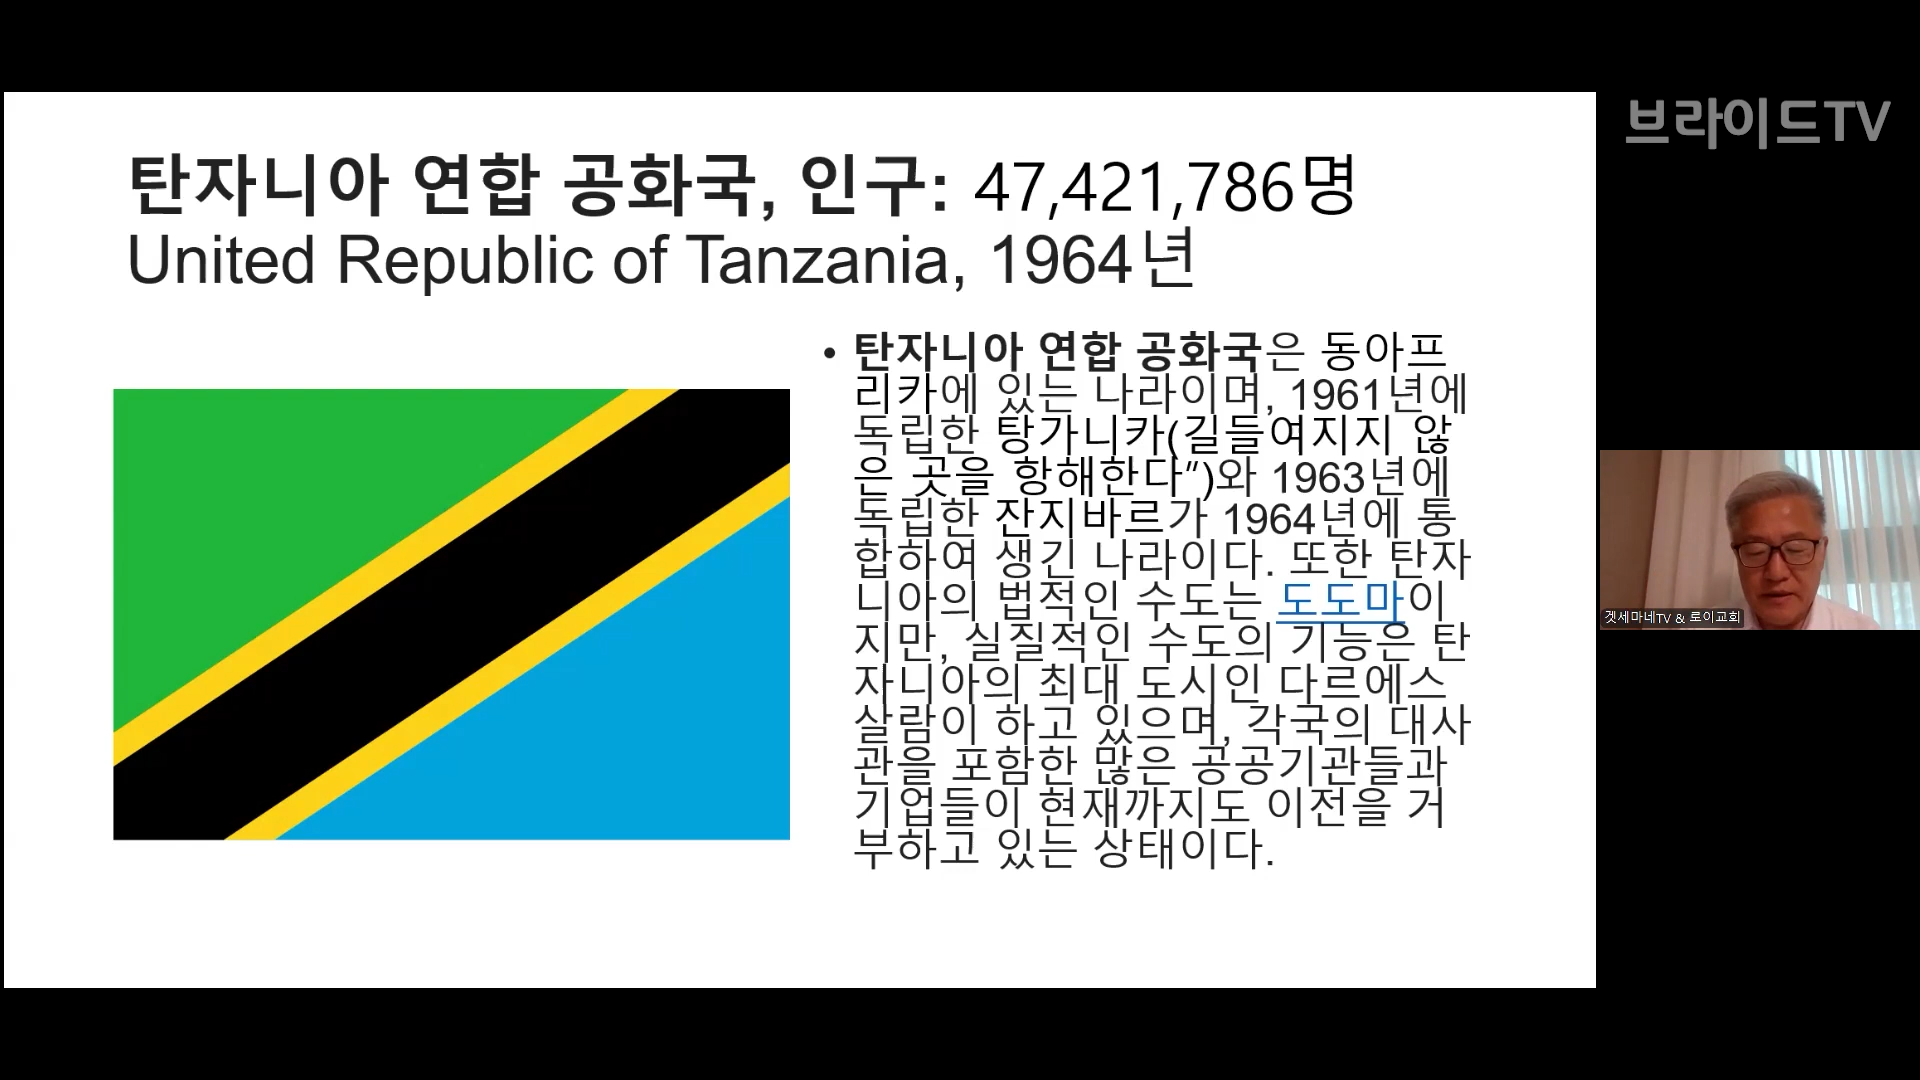 브라이드TV
탄자니아 연합 공화국, 인구: 47,421,786명
United Republic of Tanzania, 1964년
• 탄자니아 연합 공화국은 동아프
리카에 있는 나라이며, 1961년에
독립한 탕가니카(길들여지지 않
은 곳을 항해한다”)와 1963년에
독립한 잔지바르가 1964년에 통
합하여 생긴 나라이다. 또한 탄자
니아의 법적인 수도는 도도마이
지만, 실질적인 수도의 기능은 탄
자니아의 최대 도시인 다르에스
살람이 하고 있으며, 각국의 대사
관을 포함한 많은 공공기관들과
기업들이 현재까지도 이전을 거
부하고 있는 상태이다.
겟세마네TV & 로이교회